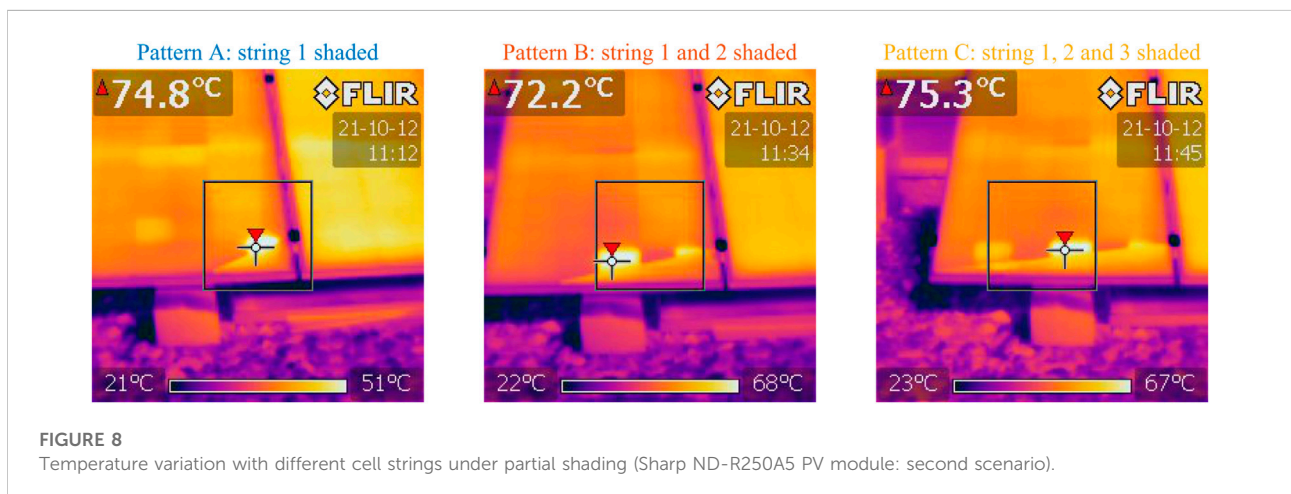 Pattern A: string 1 shaded
74.8°C
FLIR
21-10-12
11:12
21°C
51°C
Pattern B: string 1 and 2 shaded
72.2°C
FLIR
21-10-12
11:34
22°C
68°C
Pattern C: string 1, 2 and 3 shaded
75.3°C
FLIR
21-10-12
11:45
23°C
67°C
FIGURE 8
Temperature variation with different cell strings under partial shading (Sharp ND-R250A5 PV module: second scenario).